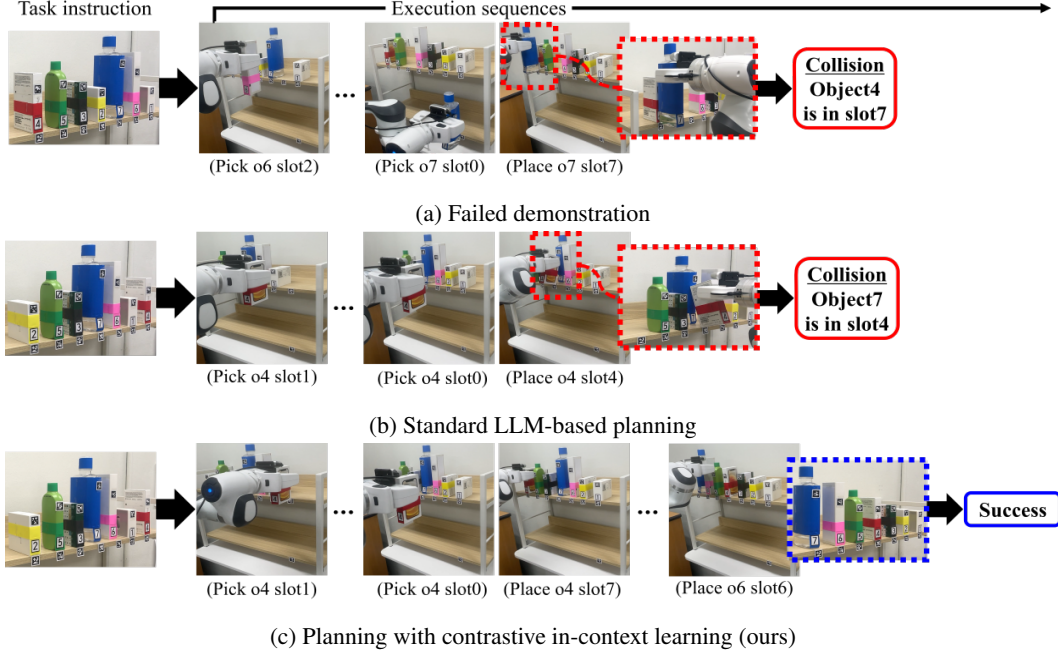 Task instruction
Execution sequences
...
(Pick o6 slot2)
(Pick o7 slot0)
(Place o7 slot7)
Collision
Object4
is in slot7
(a) Failed demonstration
...
(Pick o4 slot1)
(Pick o4 slot0)
(Place o4 slot4)
Collision
Object7
is in slot4
(b) Standard LLM-based planning
...
...
(Pick o4 slot1)
(Pick o4 slot0)
(Place o4 slot7)
(Place o6 slot6)
Success
(c) Planning with contrastive in-context learning (ours)